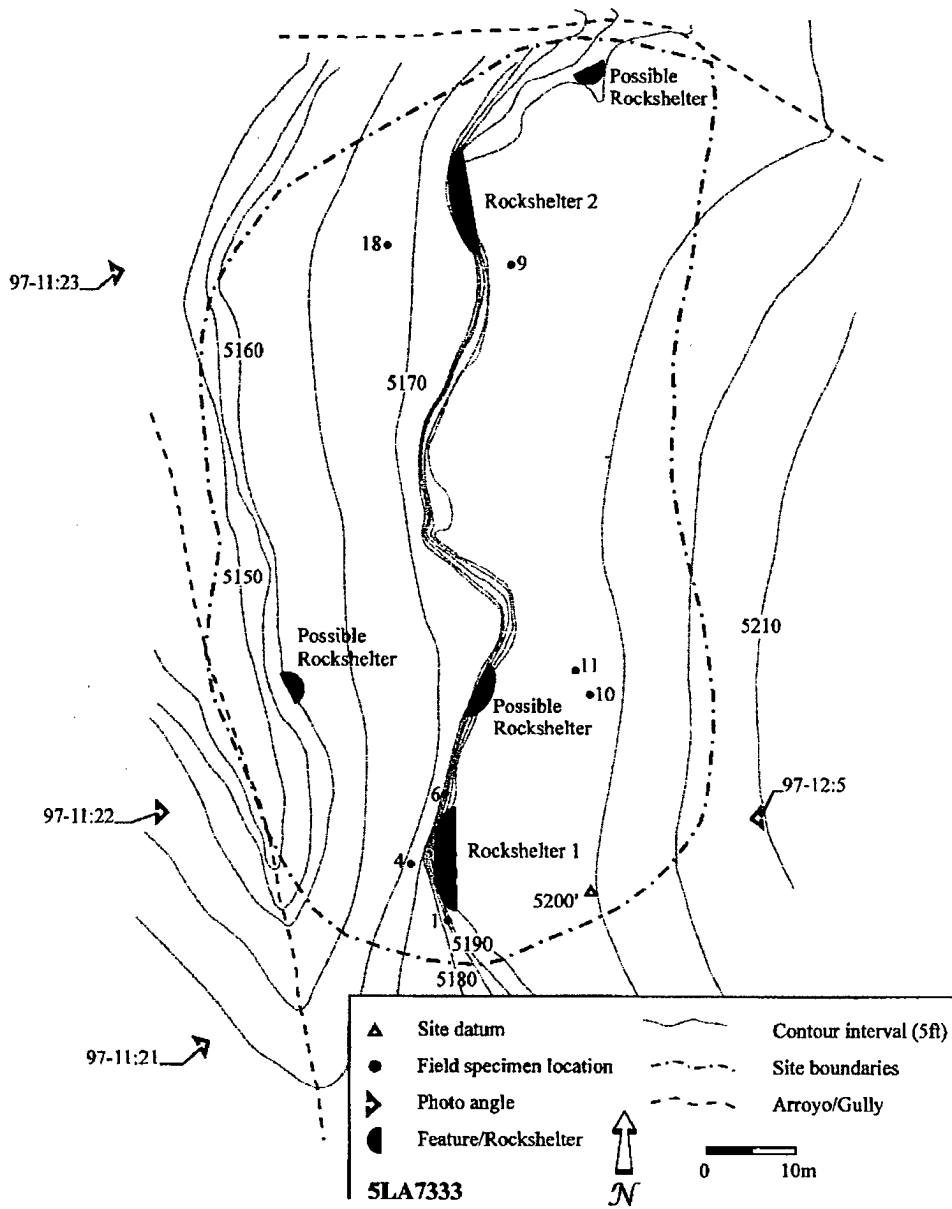 Possible
Rockshelter
Rockshelter 2
18
9
97-11:23
5160
5170
5150
Possible
Rockshelter
5210
11
10
Possible
Rockshelter
97-12:5
6
97-11:22
Rockshelter 1
4
5200'
1
5190
5180
97-11:21
Site datum
Contour interval (5ft)
Field specimen location
Site boundaries
Photo angle
Arroyo/Gully
Feature/Rockshelter
0 10m
5LA7333
N